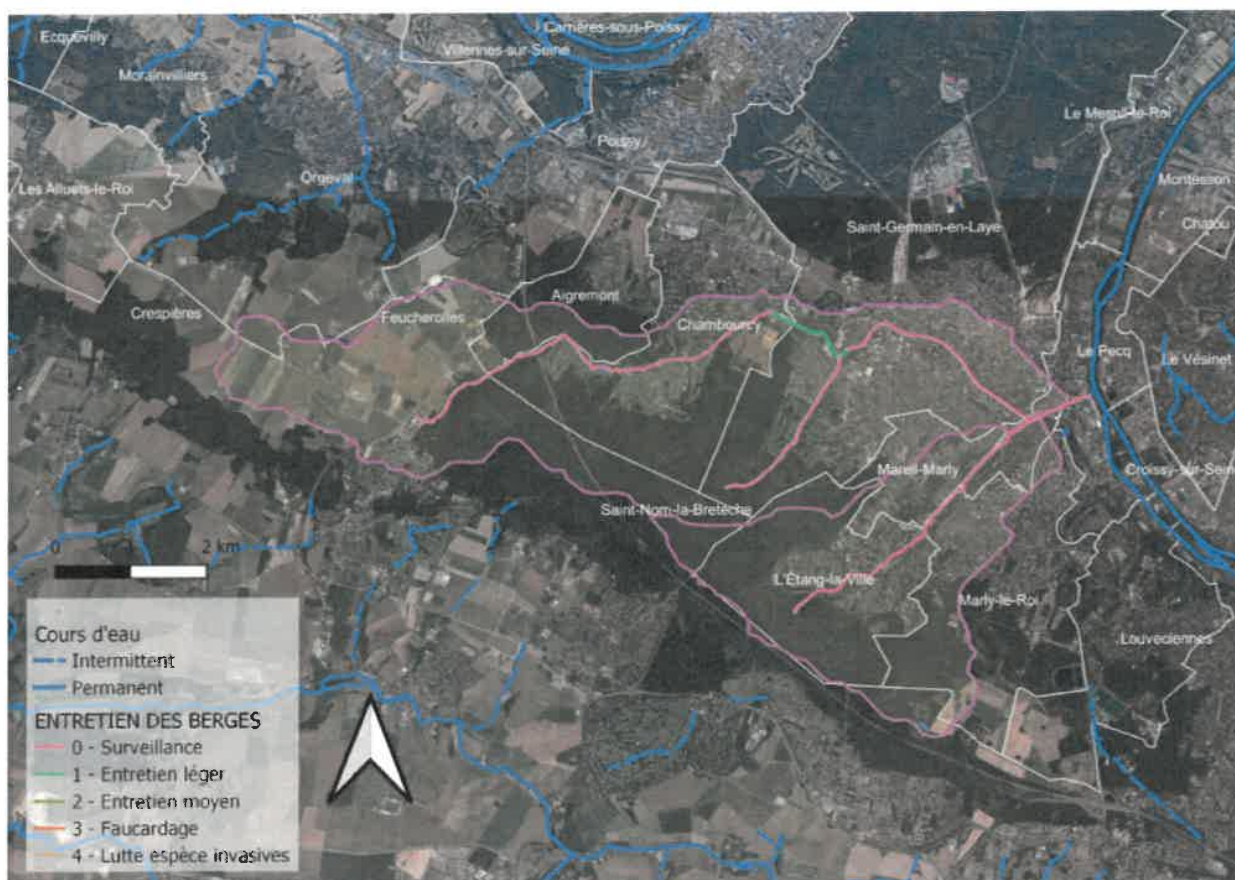 Carrières-sous-Poissy
Ecquevilly
Villennes-sur-Seine
Morainvilliers
Le Mesnil-le-Roi
Poissy
Les Alluets-le-Roi
Orgeval
Montesson
Chatou
Saint-Germain-en-Laye
Aigremont
Crespières
Feucherolles
Chambourcy
Le Pecq
Le Vésinet
Mareil-Marly
Croissy-sur-Seine
Saint-Nom-la-Bretèche
0 2 km
L'Étang-la-Ville
Marly-le-Roi
Louveciennes
Cours d'eau
Intermittent
Permanent
ENTRETIEN DES BERGES
0 - Surveillance
1 - Entretien léger
2 - Entretien moyen
3 - Faucardage
4 - Lutte espèce invasives